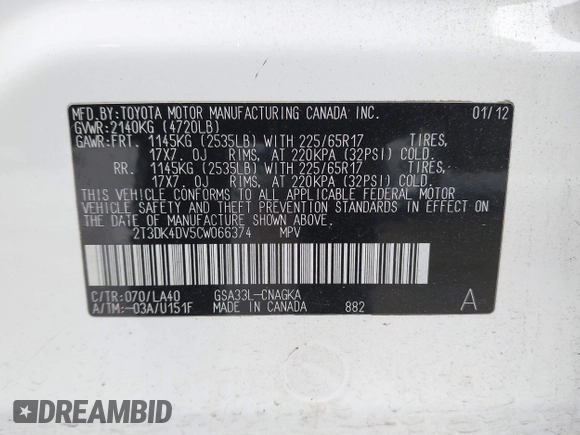 MFD.BY:TOYOTA MOTOR MANUFACTURING CANADA INC. 01/12
GVWR:2140KG (4720LB)
GAWR:FRT. 1145KG (2535LB) WITH 225/65R17 TIRES,
17X7.0J RIMS, AT 220KPA (32PSI) COLD.
RR. 1145KG (2535LB) WITH 225/65R17 TIRES,
17X7.0J RIMS, AT 220KPA (32PSI) COLD.
THIS VEHICLE CONFORMS TO ALL APPLICABLE FEDERAL MOTOR
VEHICLE SAFETY AND THEFT PREVENTION STANDARDS IN EFFECT ON
THE DATE OF MANUFACTURE SHOWN ABOVE.
2T3DK4DV5CW066374 MPV
C/TR:070/LA40 GSA33L-CNAGKA
A/TM:-03A/U151F MADE IN CANADA 882 A
DREAMBID